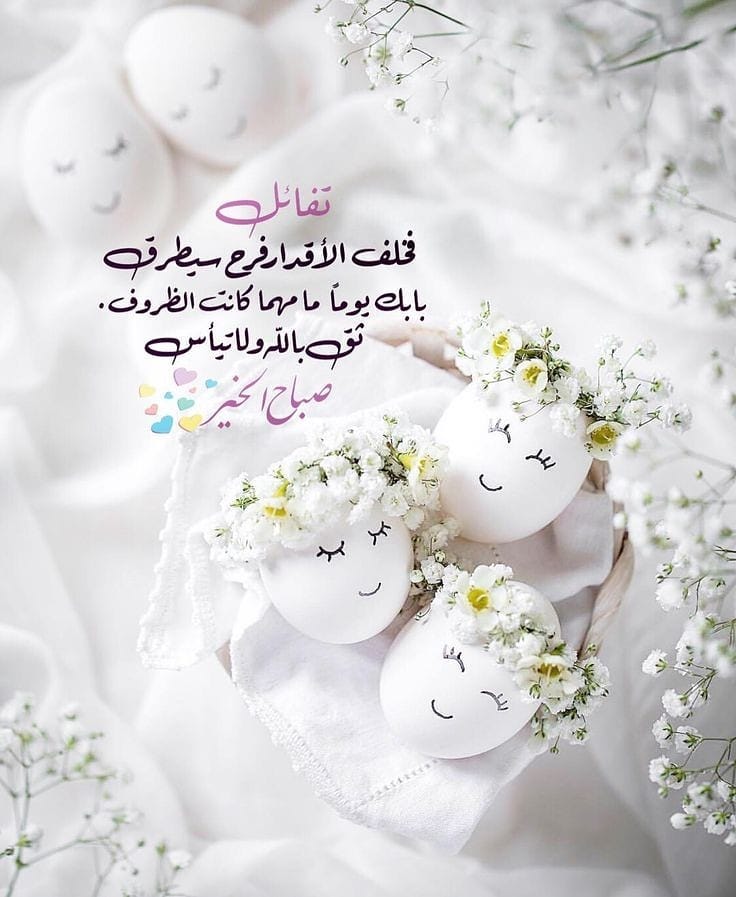 تفائل
فخلف الأقدار فرح سيطرق
بابك يوماً ما مهما كانت الظروف .
ثق بالله ولا تيأس
صباح الخير